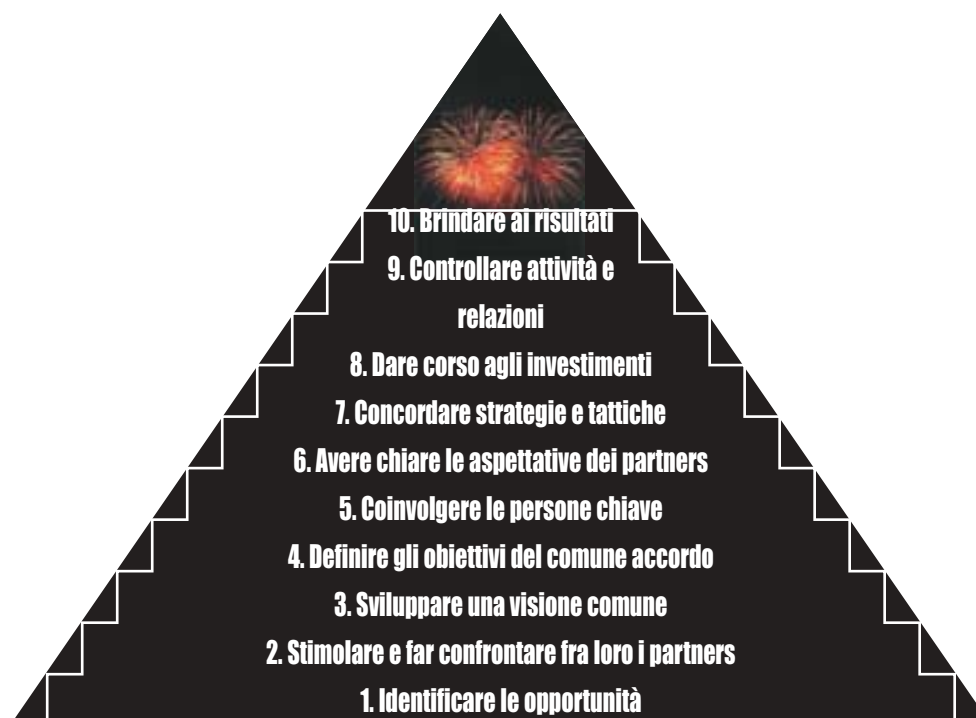 10. Brindare ai risultati
9. Controllare attività e
relazioni
8. Dare corso agli investimenti
7. Concordare strategie e tattiche
6. Avere chiare le aspettative dei partners
5. Coinvolgere le persone chiave
4. Definire gli obiettivi del comune accordo
3. Sviluppare una visione comune
2. Stimolare e far confrontare fra loro i partners
1. Identificare le opportunità